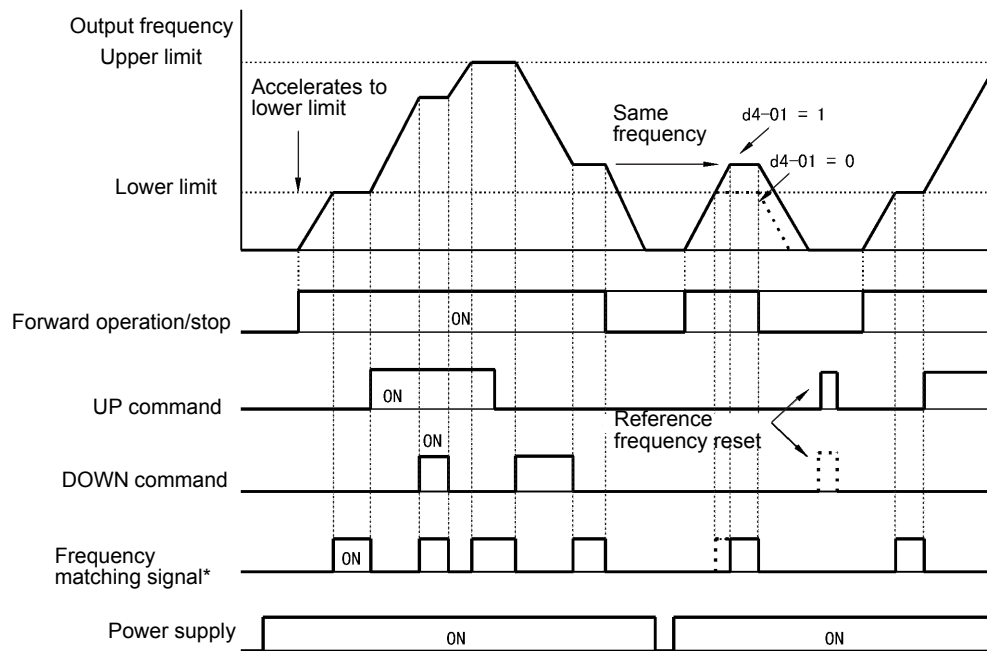 Output frequency
Upper limit
Accelerates to
lower limit
Same
frequency
d4-01 = 1
d4-01 = 0
Lower limit
Forward operation/stop
ON
UP command
ON
Reference
frequency reset
ON
DOWN command
Frequency
matching signal*
ON
Power supply
ON
ON